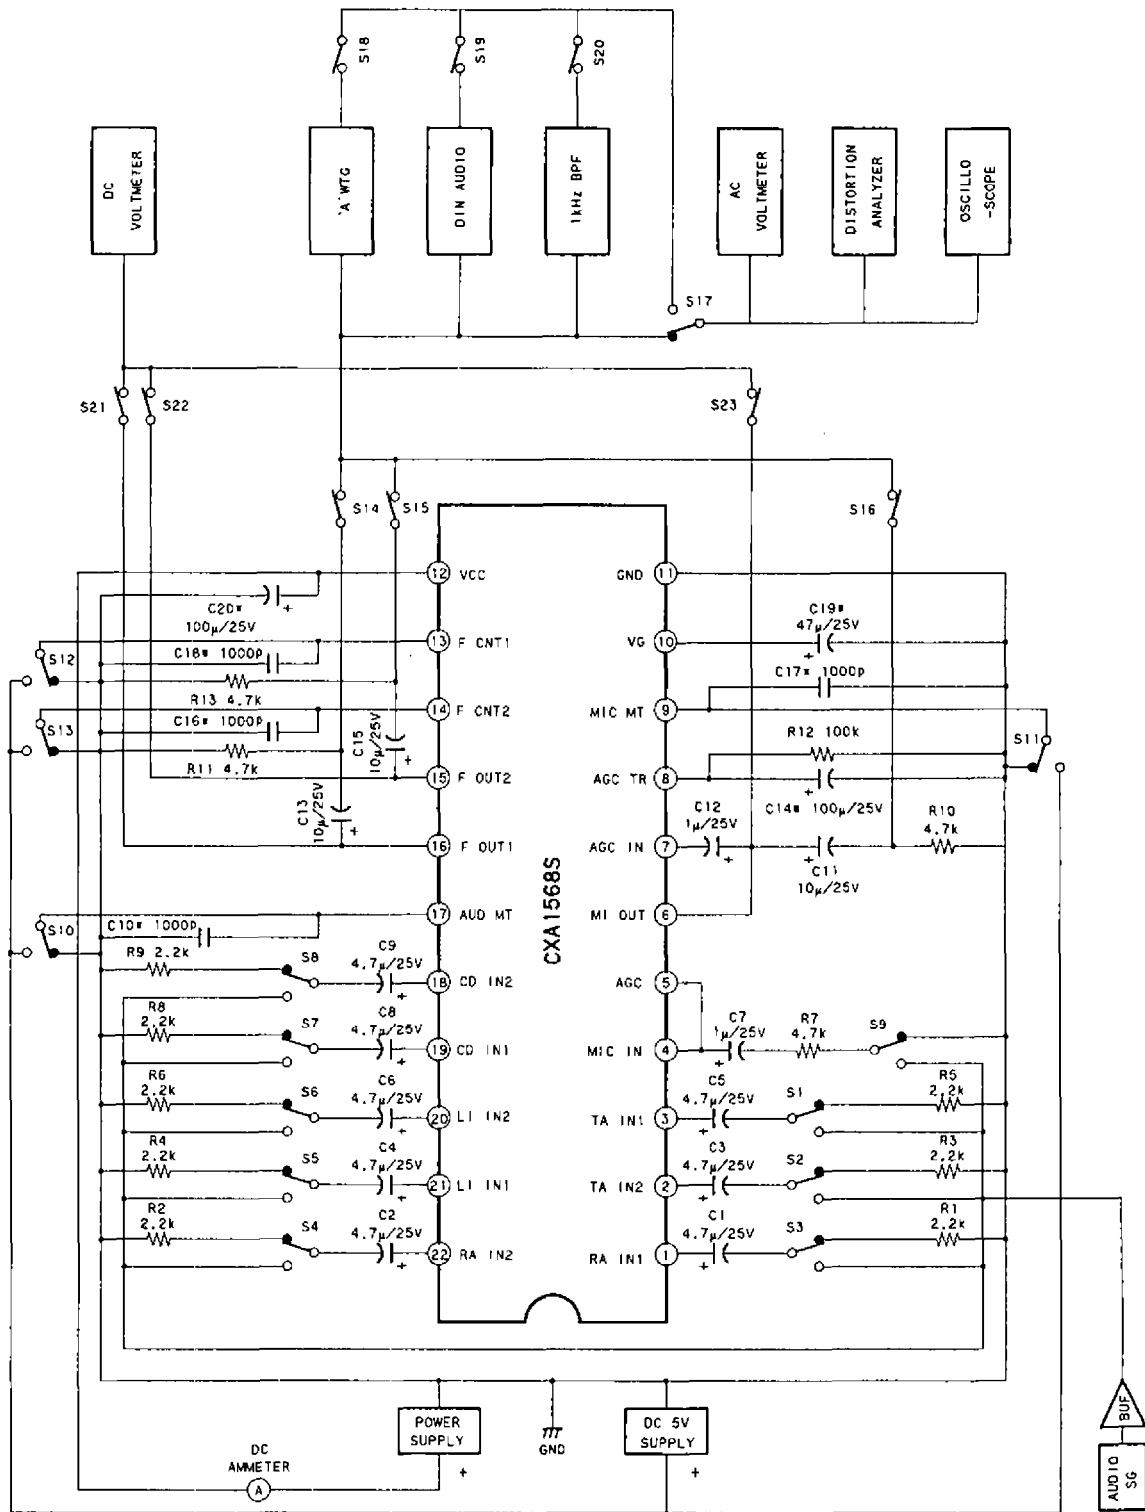 S18
S19
S20
DC
VOLTMETER
'A' WTG
DIN AUDIO
1kHz BPF
AC
VOLTMETER
DISTORTION
ANALYZER
OSCILLO
-SCOPE
S17
S21
S22
S23
S14
S15
S16
12
VCC
GND
11
C20*
100µ/25V
+
C19*
47µ/25V
+
13
F CNT1
VG
10
S12
C18* 1000p
C17* 1000p
R13 4.7k
14
F CNT2
MIC MT
9
S13
C16* 1000p
C15
10µ/25V
+
R12 100k
S11
R11 4.7k
15
F OUT2
AGC TR
8
+
C14* 100µ/25V
C13
10µ/25V
+
C12
1µ/25V
+
R10
4.7k
16
F OUT1
AGC IN
7
+
C11
10µ/25V
CXA1568S
17
AUD MT
MI OUT
6
S10
C10* 1000p
R9 2.2k
S8
C9
4.7µ/25V
+
18
CD IN2
AGC
5
R8
2.2k
S7
C8
4.7µ/25V
+
19
CD IN1
MIC IN
4
C7
1µ/25V
+
R7
4.7k
S9
R6
2.2k
S6
C6
4.7µ/25V
+
20
LI IN2
TA IN1
3
C5
4.7µ/25V
+
S1
R5
2.2k
R4
2.2k
S5
C4
4.7µ/25V
+
21
LI IN1
TA IN2
2
C3
4.7µ/25V
+
S2
R3
2.2k
R2
2.2k
S4
C2
4.7µ/25V
+
22
RA IN2
RA IN1
1
C1
4.7µ/25V
+
S3
R1
2.2k
POWER
SUPPLY
+
GND
DC 5V
SUPPLY
+
DC
AMMETER
A
BUF
AUDIO
SG